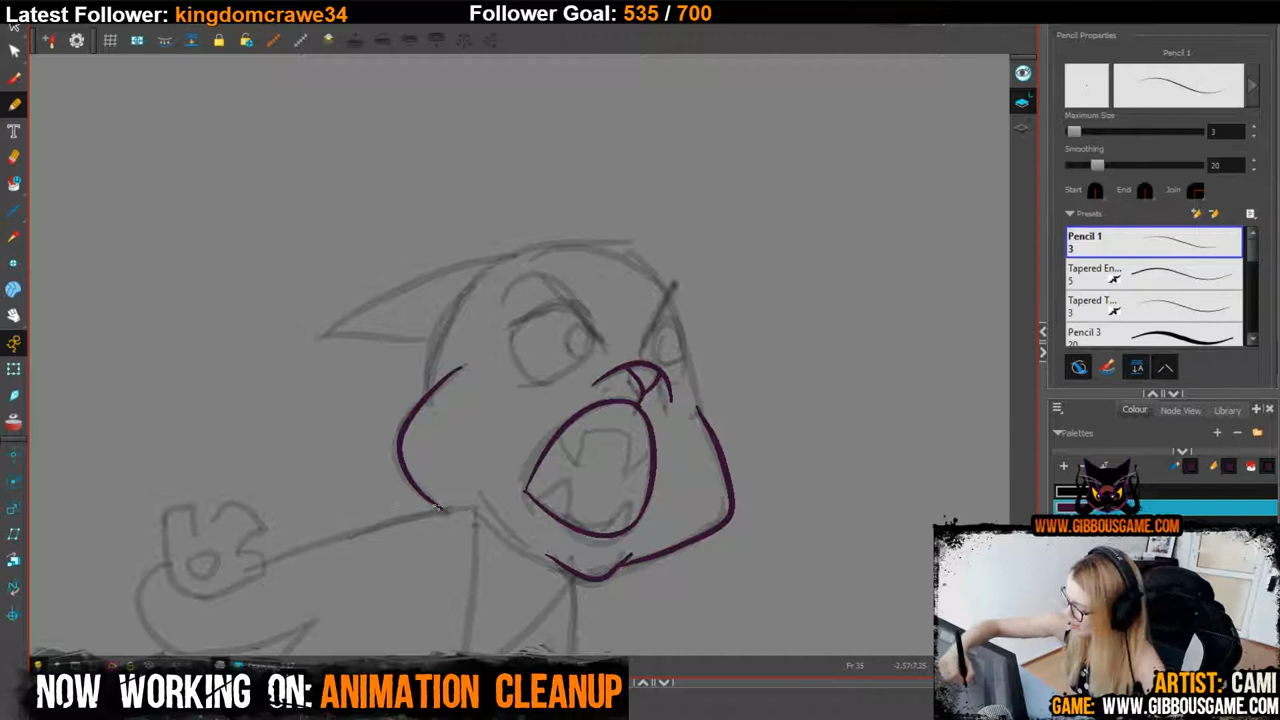 Latest Follower: kingdomcrawe34
Follower Goal: 535 / 700
Pencil Properties
Pencil 1
Maximum Size
3
Smoothing
20
Start End Join
Presets
Pencil 1
3
Tapered En...
5
Tapered T...
3
Pencil 3
20
Colour Node View Library
Palettes
WWW.GIBBOUSGAME.COM
Fr 35
NOW WORKING ON: ANIMATION CLEANUP
ARTIST: CAMI
GAME: WWW.GIBBOUSGAME.COM